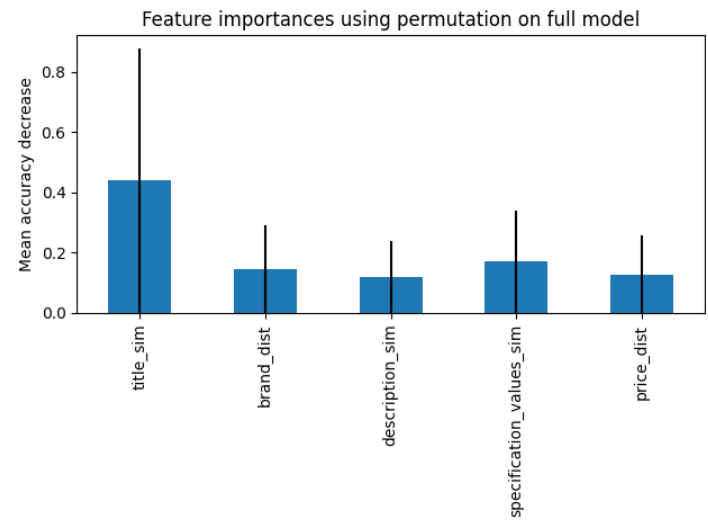 Feature importances using permutation on full model
Mean accuracy decrease
0.8
0.6
0.4
0.2
0.0
title_sim
brand_dist
description_sim
specification_values_sim
price_dist